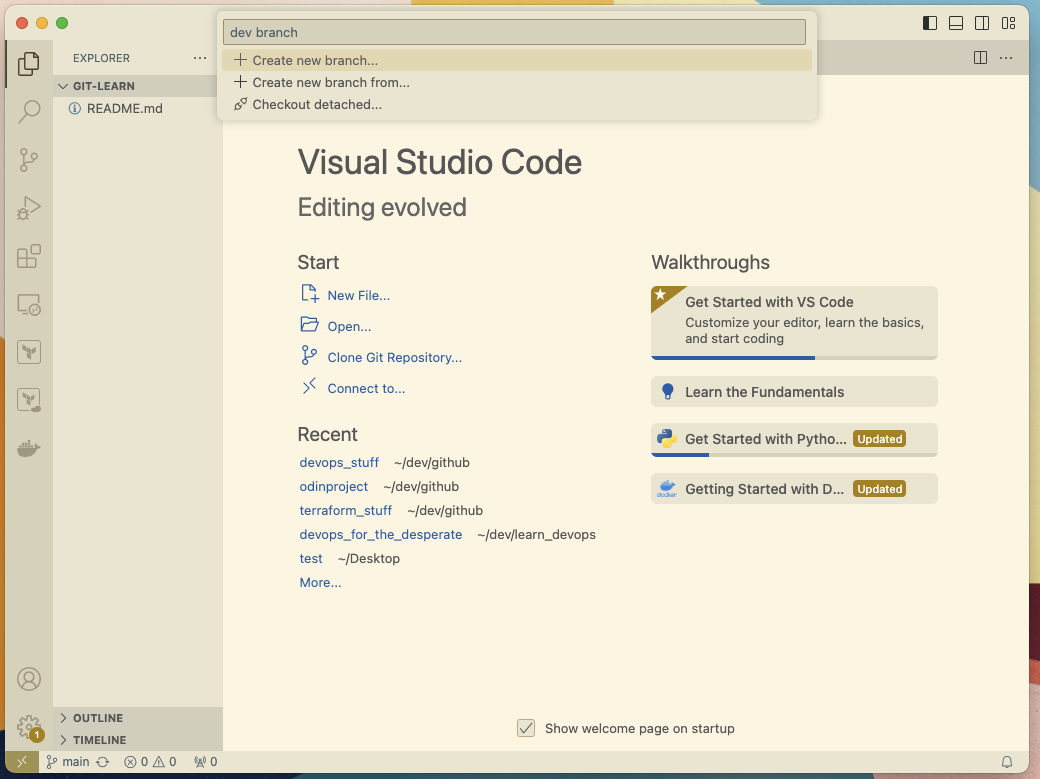 dev branch
Create new branch...
Create new branch from...
Checkout detached...
EXPLORER
GIT-LEARN
README.md
Visual Studio Code
Editing evolved
Start
New File...
Open...
Clone Git Repository...
Connect to...
Recent
devops_stuff ~/dev/github
odinproject ~/dev/github
terraform_stuff ~/dev/github
devops_for_the_desperate ~/dev/learn_devops
test ~/Desktop
More...
Walkthroughs
Get Started with VS Code
Customize your editor, learn the basics,
and start coding
Learn the Fundamentals
Get Started with Pytho... Updated
docker
Getting Started with D... Updated
Show welcome page on startup
OUTLINE
TIMELINE
1
main 0 0 0